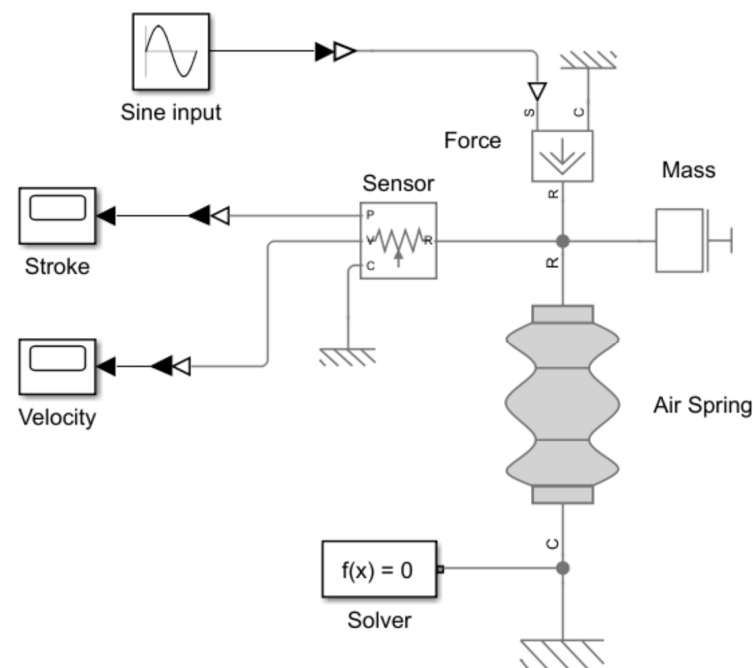 Sine input
S
C
Force
R
Mass
Sensor
P
V
R
C
R
Stroke
Velocity
Air Spring
C
f(x) = 0
Solver